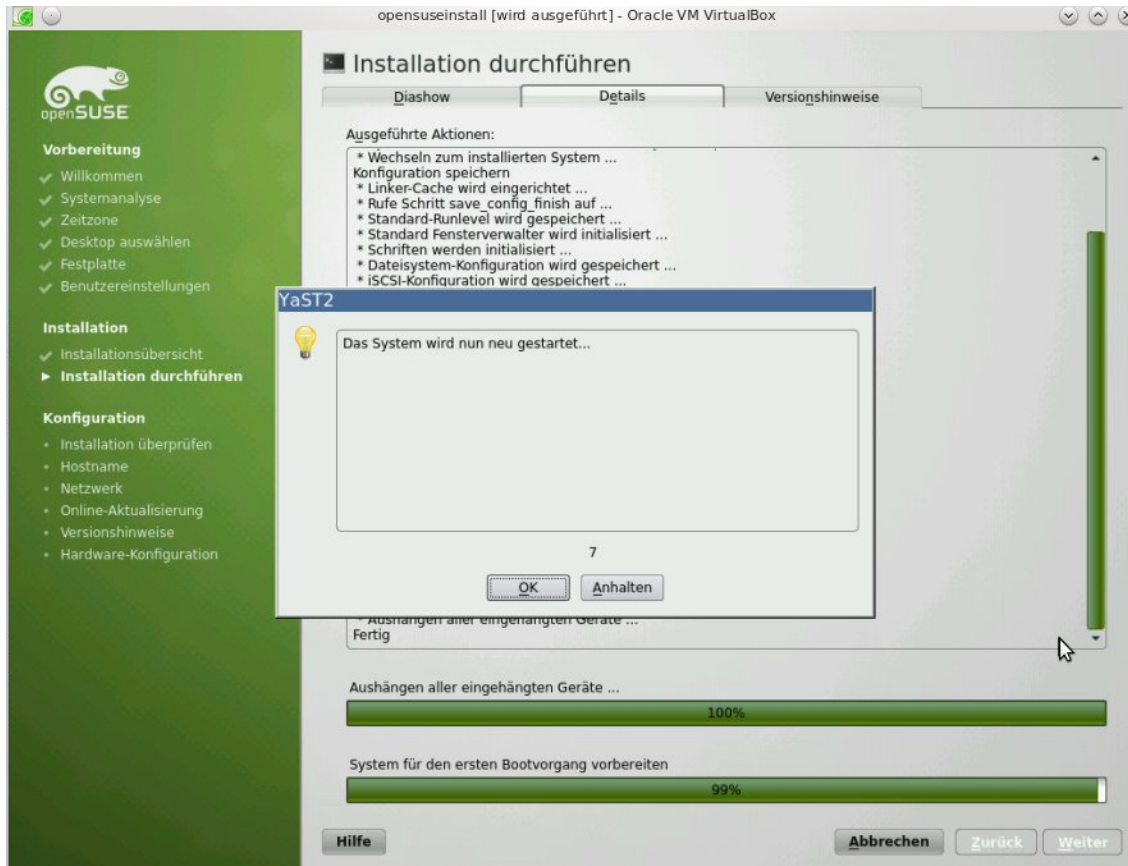 opensuseinstall [wird ausgeführt] - Oracle VM VirtualBox
openSUSE
Vorbereitung
Willkommen
Systemanalyse
Zeitzone
Desktop auswählen
Festplatte
Benutzereinstellungen
Installation
Installationsübersicht
Installation durchführen
Konfiguration
Installation überprüfen
Hostname
Netzwerk
Online-Aktualisierung
Versionshinweise
Hardware-Konfiguration
Installation durchführen
Diashow
Details
Versionshinweise
Ausgeführte Aktionen:
* Wechseln zum installierten System ...
Konfiguration speichern
* Linker-Cache wird eingerichtet ...
* Rufe Schritt save_config_finish auf ...
* Standard-Runlevel wird gespeichert ...
* Standard Fensterverwalter wird initialisiert ...
* Schriften werden initialisiert ...
* Dateisystem-Konfiguration wird gespeichert ...
* iSCSI-Konfiguration wird gespeichert ...
YaST2
Das System wird nun neu gestartet...
7
OK
Anhalten
* Aushängen aller eingehängten Geräte ...
Fertig
Aushängen aller eingehängten Geräte ...
100%
System für den ersten Bootvorgang vorbereiten
99%
Hilfe
Abbrechen
Zurück
Weiter